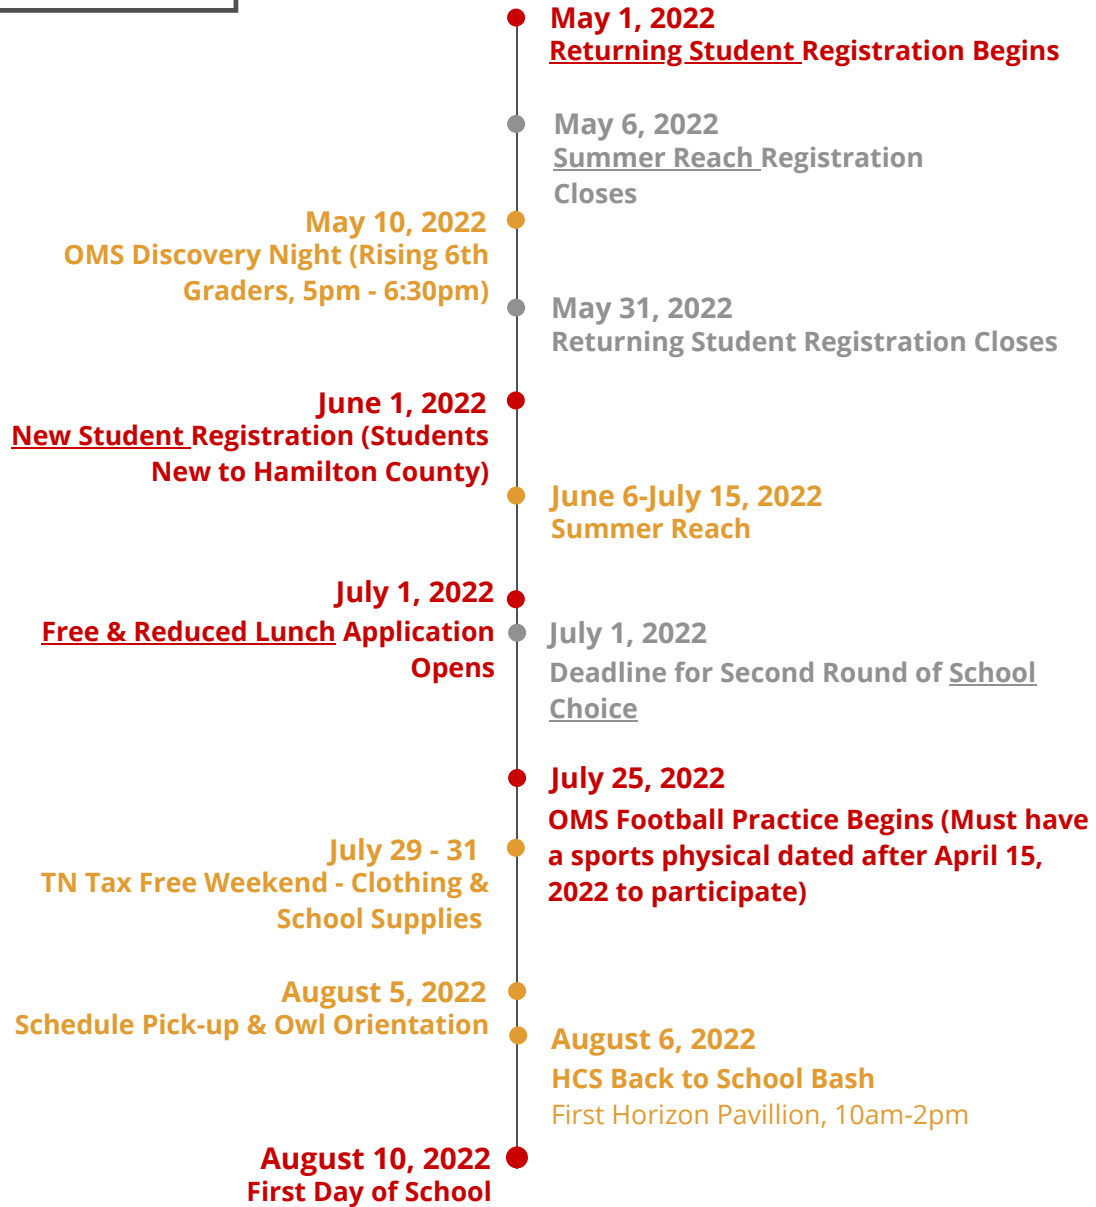 May 1, 2022
Returning Student Registration Begins
May 6, 2022
Summer Reach Registration
Closes
May 10, 2022
OMS Discovery Night (Rising 6th
Graders, 5pm - 6:30pm)
May 31, 2022
Returning Student Registration Closes
June 1, 2022
New Student Registration (Students
New to Hamilton County)
June 6-July 15, 2022
Summer Reach
July 1, 2022
Free & Reduced Lunch Application
Opens
July 1, 2022
Deadline for Second Round of School
Choice
July 25, 2022
OMS Football Practice Begins (Must have
a sports physical dated after April 15,
2022 to participate)
July 29 - 31
TN Tax Free Weekend - Clothing &
School Supplies
August 5, 2022
Schedule Pick-up & Owl Orientation
August 6, 2022
HCS Back to School Bash
First Horizon Pavillion, 10am-2pm
August 10, 2022
First Day of School